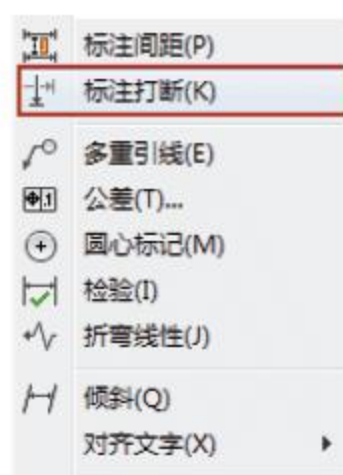 标注间距(P)
标注打断(K)
多重引线(E)
公差(T)...
圆心标记(M)
检验(I)
折弯线性(J)
倾斜(Q)
对齐文字(X)